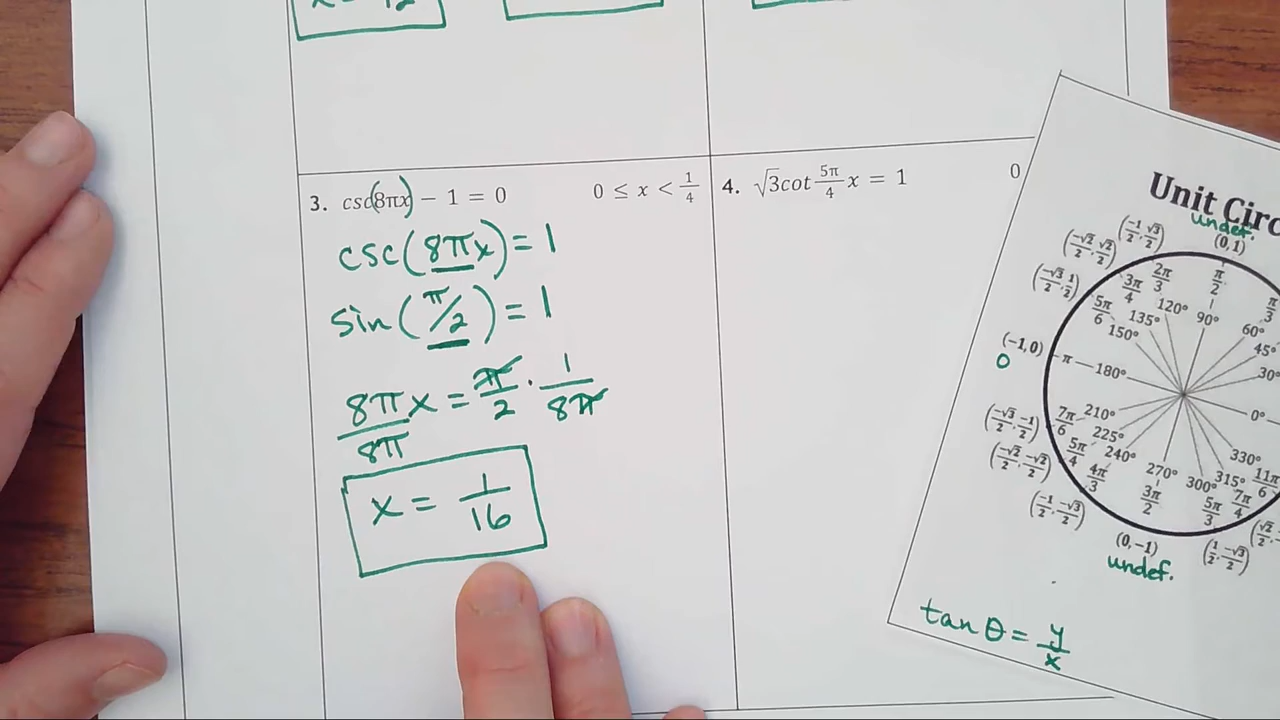 3. csc(8πx) − 1 = 0 0 ≤ x < 1/4
csc(8πx) = 1
sin(π/2) = 1
8πx/8π = π/2 · 1/8π
x = 1/16
4. √3cot 5π/4 x = 1 0
Unit Circ
undef.
(0,1)
(-1/2, √3/2)
(-√2/2, √2/2)
(-√3/2, 1/2)
π/2
2π/3
3π/4
5π/6
π/3
120° 90° 60°
135° 45°
150° 30°
(−1,0)
0
π 180° 0°
(-√3/2, -1/2) 7π/6 210° 330° 11π/6
(-√2/2, -√2/2) 5π/4 225° 315° 7π/4
(-1/2, -√3/2) 4π/3 240° 300° 5π/3
270°
3π/2
(1/2, -√3/2)
(0,−1)
undef.
tan θ = y/x